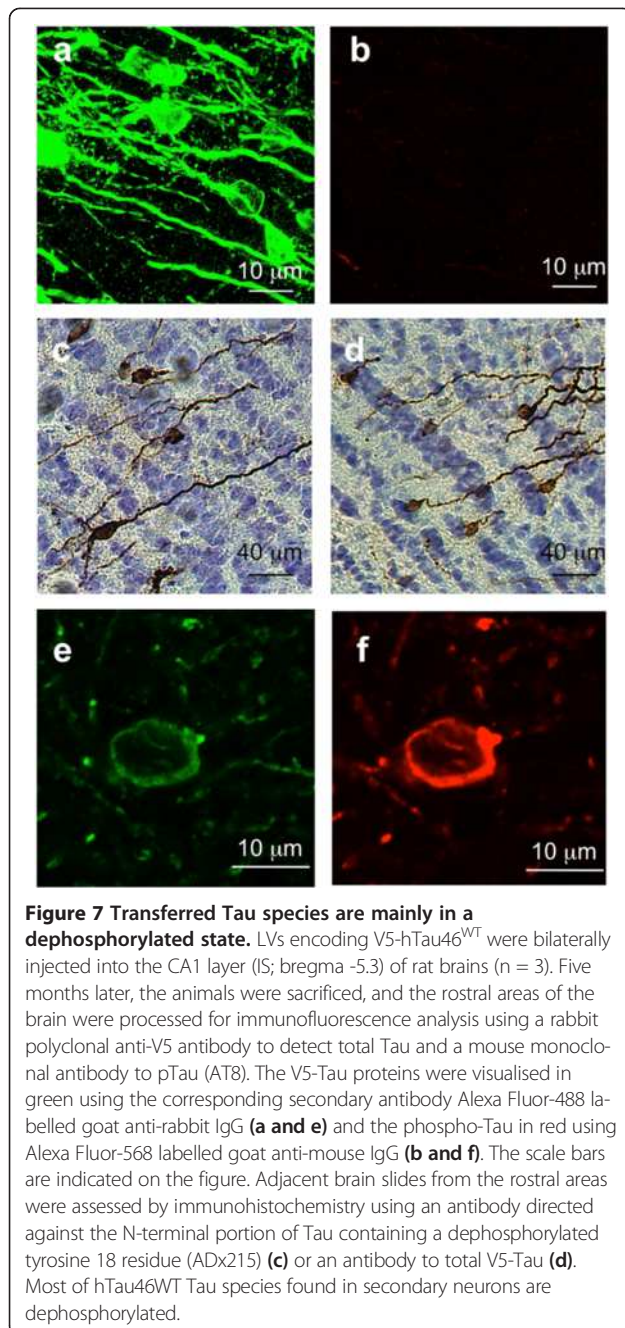 a
b
10 μm
10 μm
c
d
40 μm
40 μm
e
f
10 μm
10 μm
Figure 7 Transferred Tau species are mainly in a
dephosphorylated state. LVs encoding V5-hTau46WT were bilaterally
injected into the CA1 layer (IS; bregma -5.3) of rat brains (n = 3). Five
months later, the animals were sacrificed, and the rostral areas of the
brain were processed for immunofluorescence analysis using a rabbit
polyclonal anti-V5 antibody to detect total Tau and a mouse monoclo-
nal antibody to pTau (AT8). The V5-Tau proteins were visualised in
green using the corresponding secondary antibody Alexa Fluor-488 la-
belled goat anti-rabbit IgG (a and e) and the phospho-Tau in red using
Alexa Fluor-568 labelled goat anti-mouse IgG (b and f). The scale bars
are indicated on the figure. Adjacent brain slides from the rostral areas
were assessed by immunohistochemistry using an antibody directed
against the N-terminal portion of Tau containing a dephosphorylated
tyrosine 18 residue (ADx215) (c) or an antibody to total V5-Tau (d).
Most of hTau46WT Tau species found in secondary neurons are
dephosphorylated.